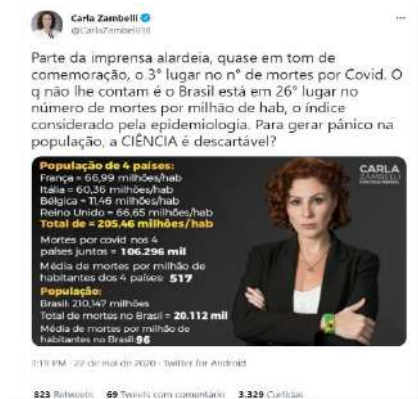 Carla Zambelli
@CarlaZambelli38
Parte da imprensa alardeia, quase em tom de
comemoração, o 3° lugar no n° de mortes por Covid. O
q não lhe contam é o Brasil está em 26° lugar no
número de mortes por milhão de hab, o índice
considerado pela epidemiologia. Para gerar pânico na
população, a CIÊNCIA é descartável?
População de 4 países:
França = 66,99 milhões/hab
Itália = 60,36 milhões/hab
Bélgica = 11,46 milhões/hab
Reino Unido = 66,65 milhões/hab
Total de = 205,46 milhões/hab
Mortes por covid nos 4
países juntos = 106.296 mil
Média de mortes por milhão de
habitantes dos 4 países: 517
População:
Brasil: 210,147 milhões
Total de mortes no Brasil = 20.112 mil
Média de mortes por milhão de
habitantes no Brasil: 96
CARLA
ZAMBELLI
3:19 PM · 22 de mai de 2020 · Twitter for Android
823 Retweets 69 Tweets com comentário 3.329 Curtidas